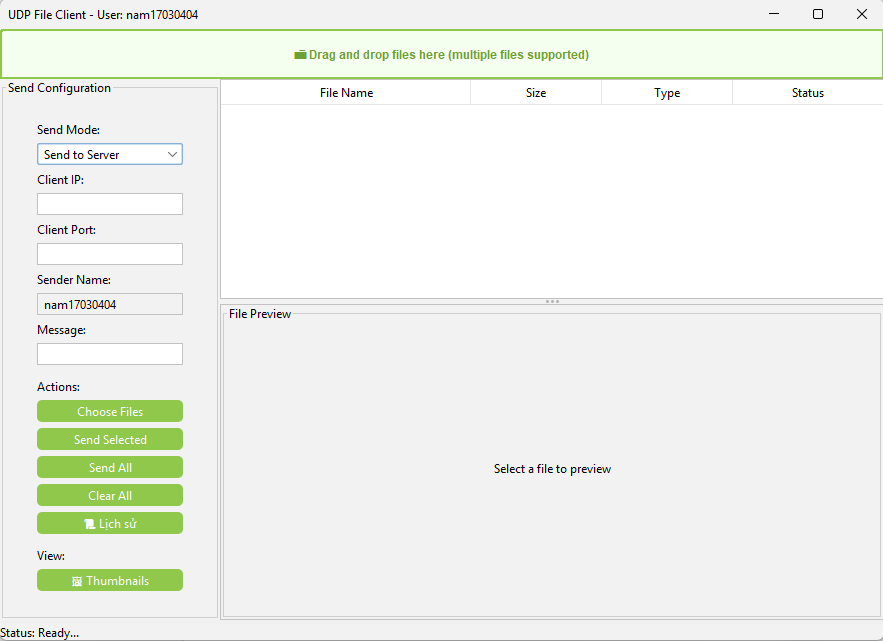 UDP File Client - User: nam17030404
Drag and drop files here (multiple files supported)
Send Configuration
Send Mode:
Send to Server
Client IP:
Client Port:
Sender Name:
nam17030404
Message:
Actions:
Choose Files
Send Selected
Send All
Clear All
Lịch sử
View:
Thumbnails
File Name Size Type Status
File Preview
Select a file to preview
Status: Ready...